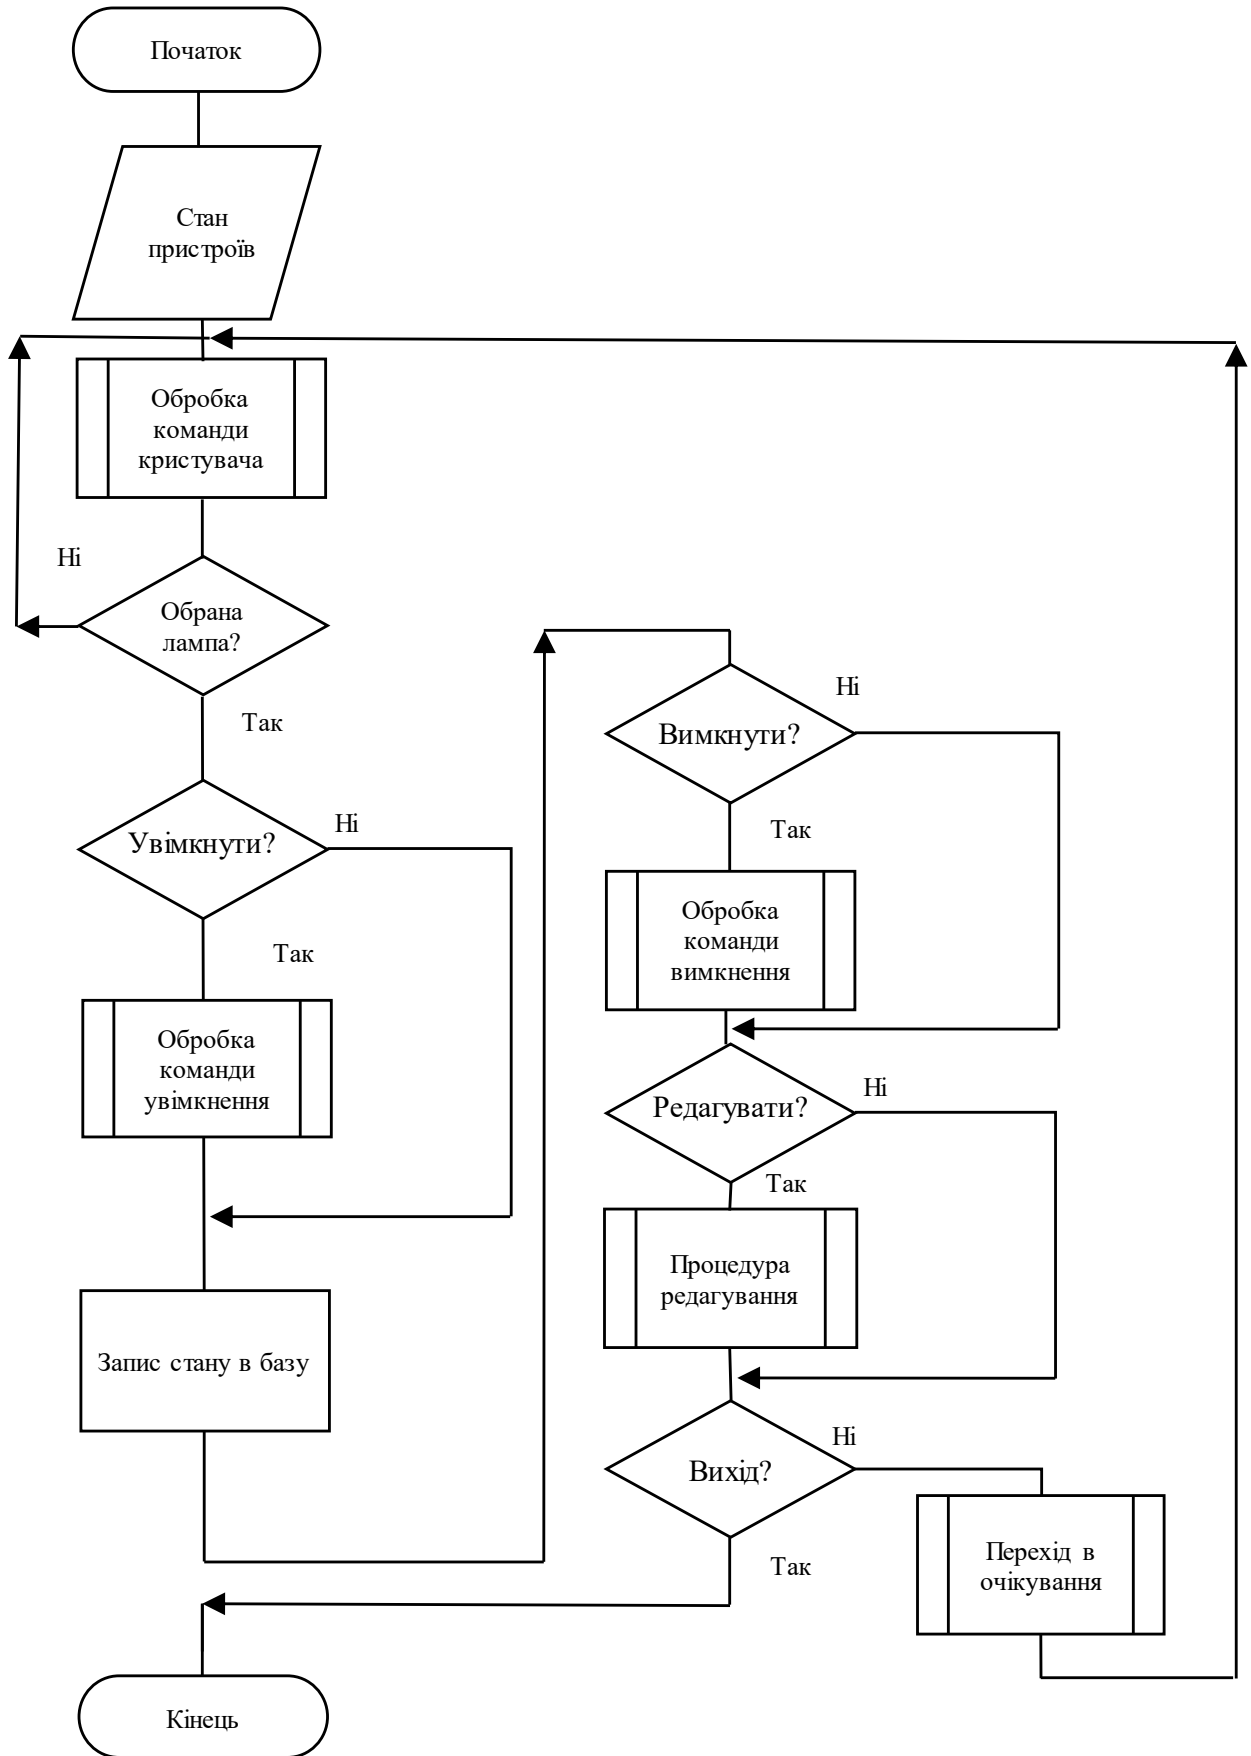 Початок
Стан
пристроїв
Обробка
команди
кристувача
Ні
Обрана
лампа?
Так
Увімкнути?
Ні
Так
Обробка
команди
увімкнення
Запис стану в базу
Вимкнути?
Ні
Так
Обробка
команди
вимкнення
Редагувати?
Ні
Так
Процедура
редагування
Вихід?
Ні
Так
Перехід в
очікування
Кінець